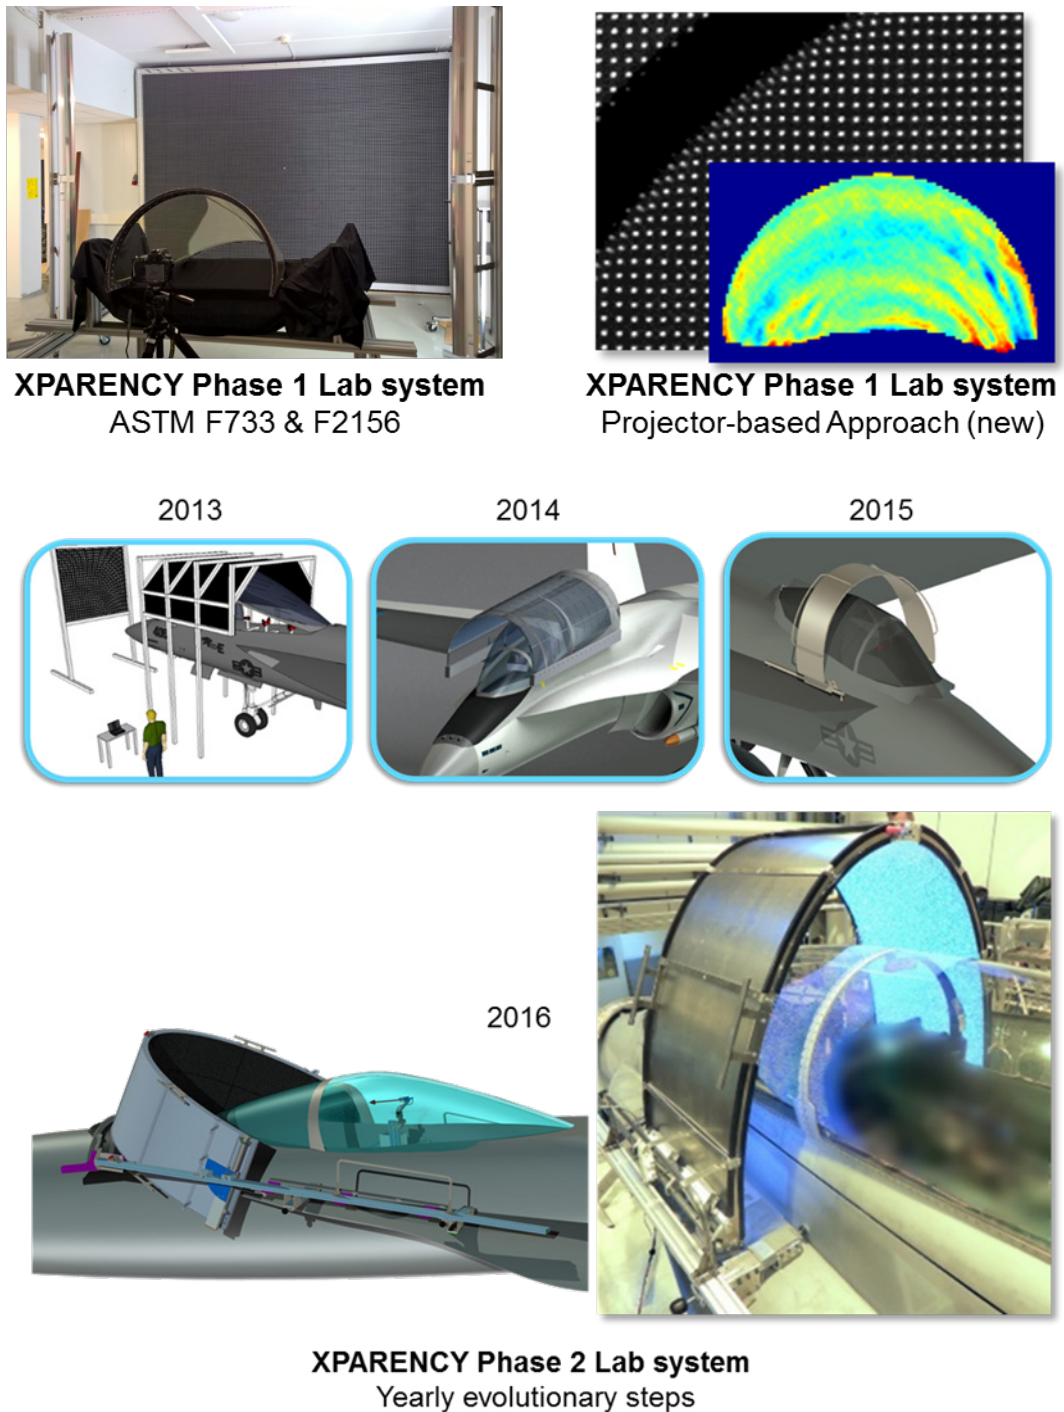 XPARENCY Phase 1 Lab system
ASTM F733 & F2156
XPARENCY Phase 1 Lab system
Projector-based Approach (new)
2013
2014
2015
2016
XPARENCY Phase 2 Lab system
Yearly evolutionary steps